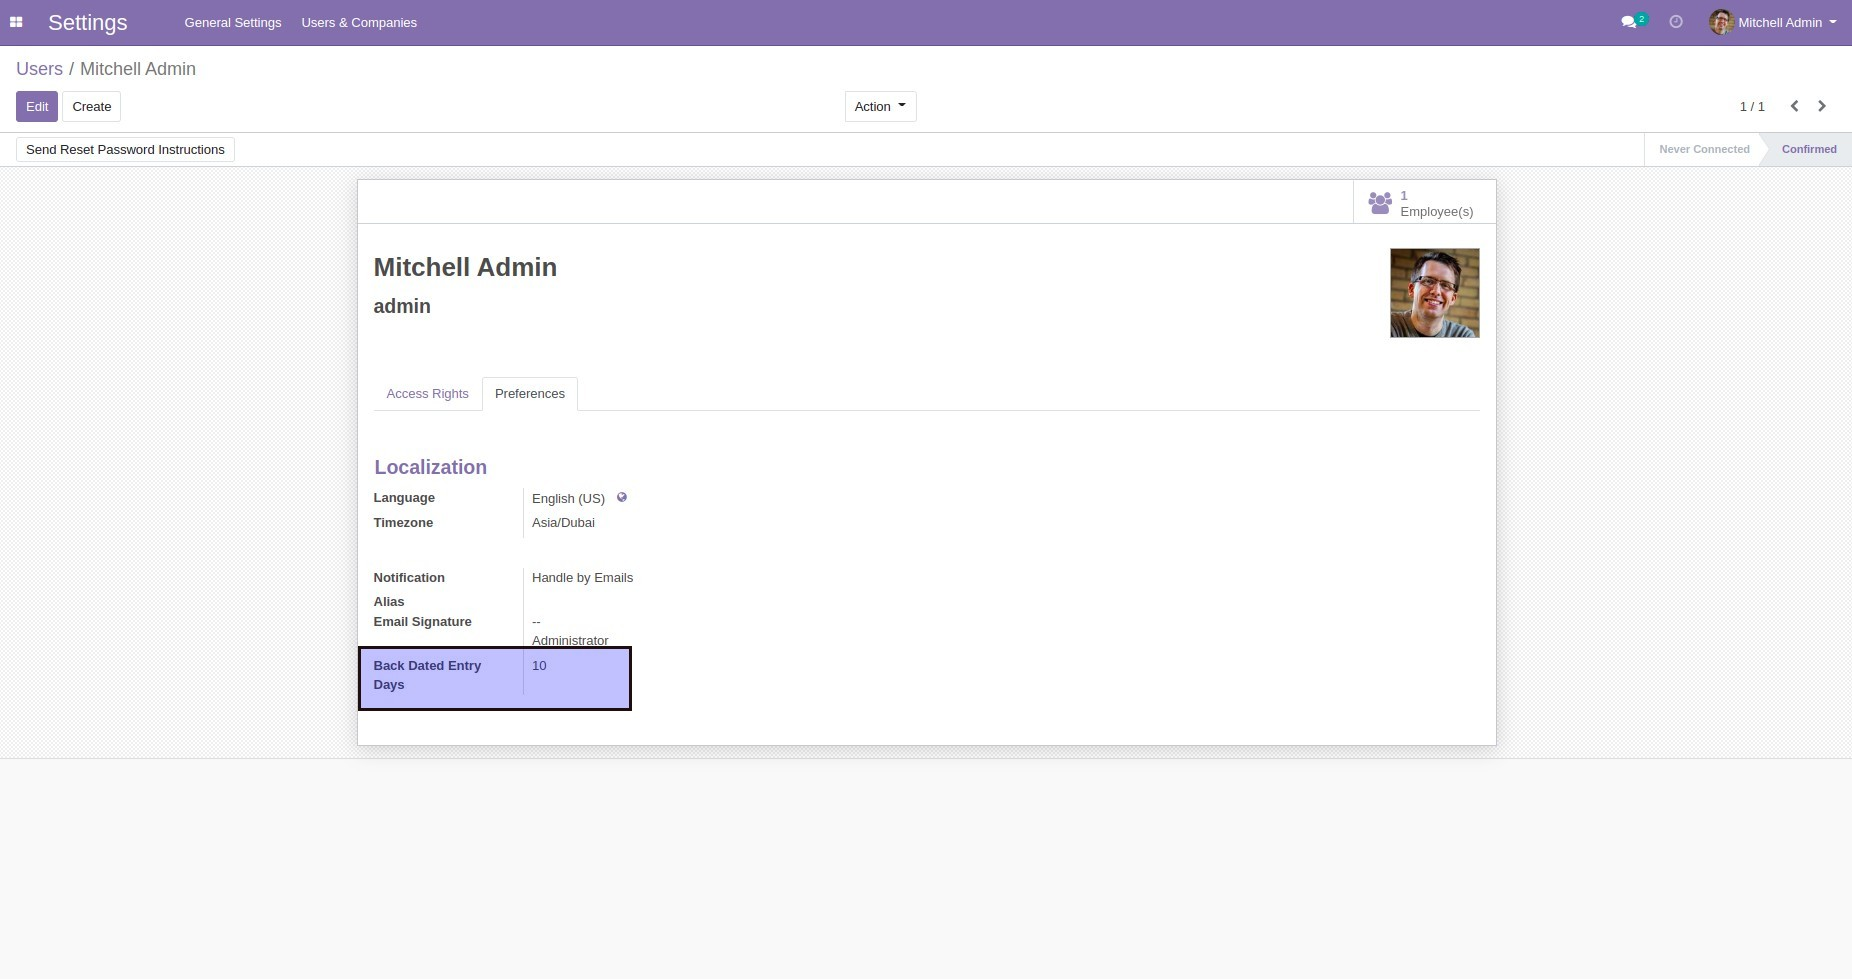 Settings General Settings Users & Companies 2 Mitchell Admin
Users / Mitchell Admin
Edit Create Action 1 / 1
Send Reset Password Instructions Never Connected Confirmed
1
Employee(s)
Mitchell Admin
admin
Access Rights Preferences
Localization
Language English (US)
Timezone Asia/Dubai
Notification Handle by Emails
Alias
Email Signature --
Administrator
Back Dated Entry 10
Days